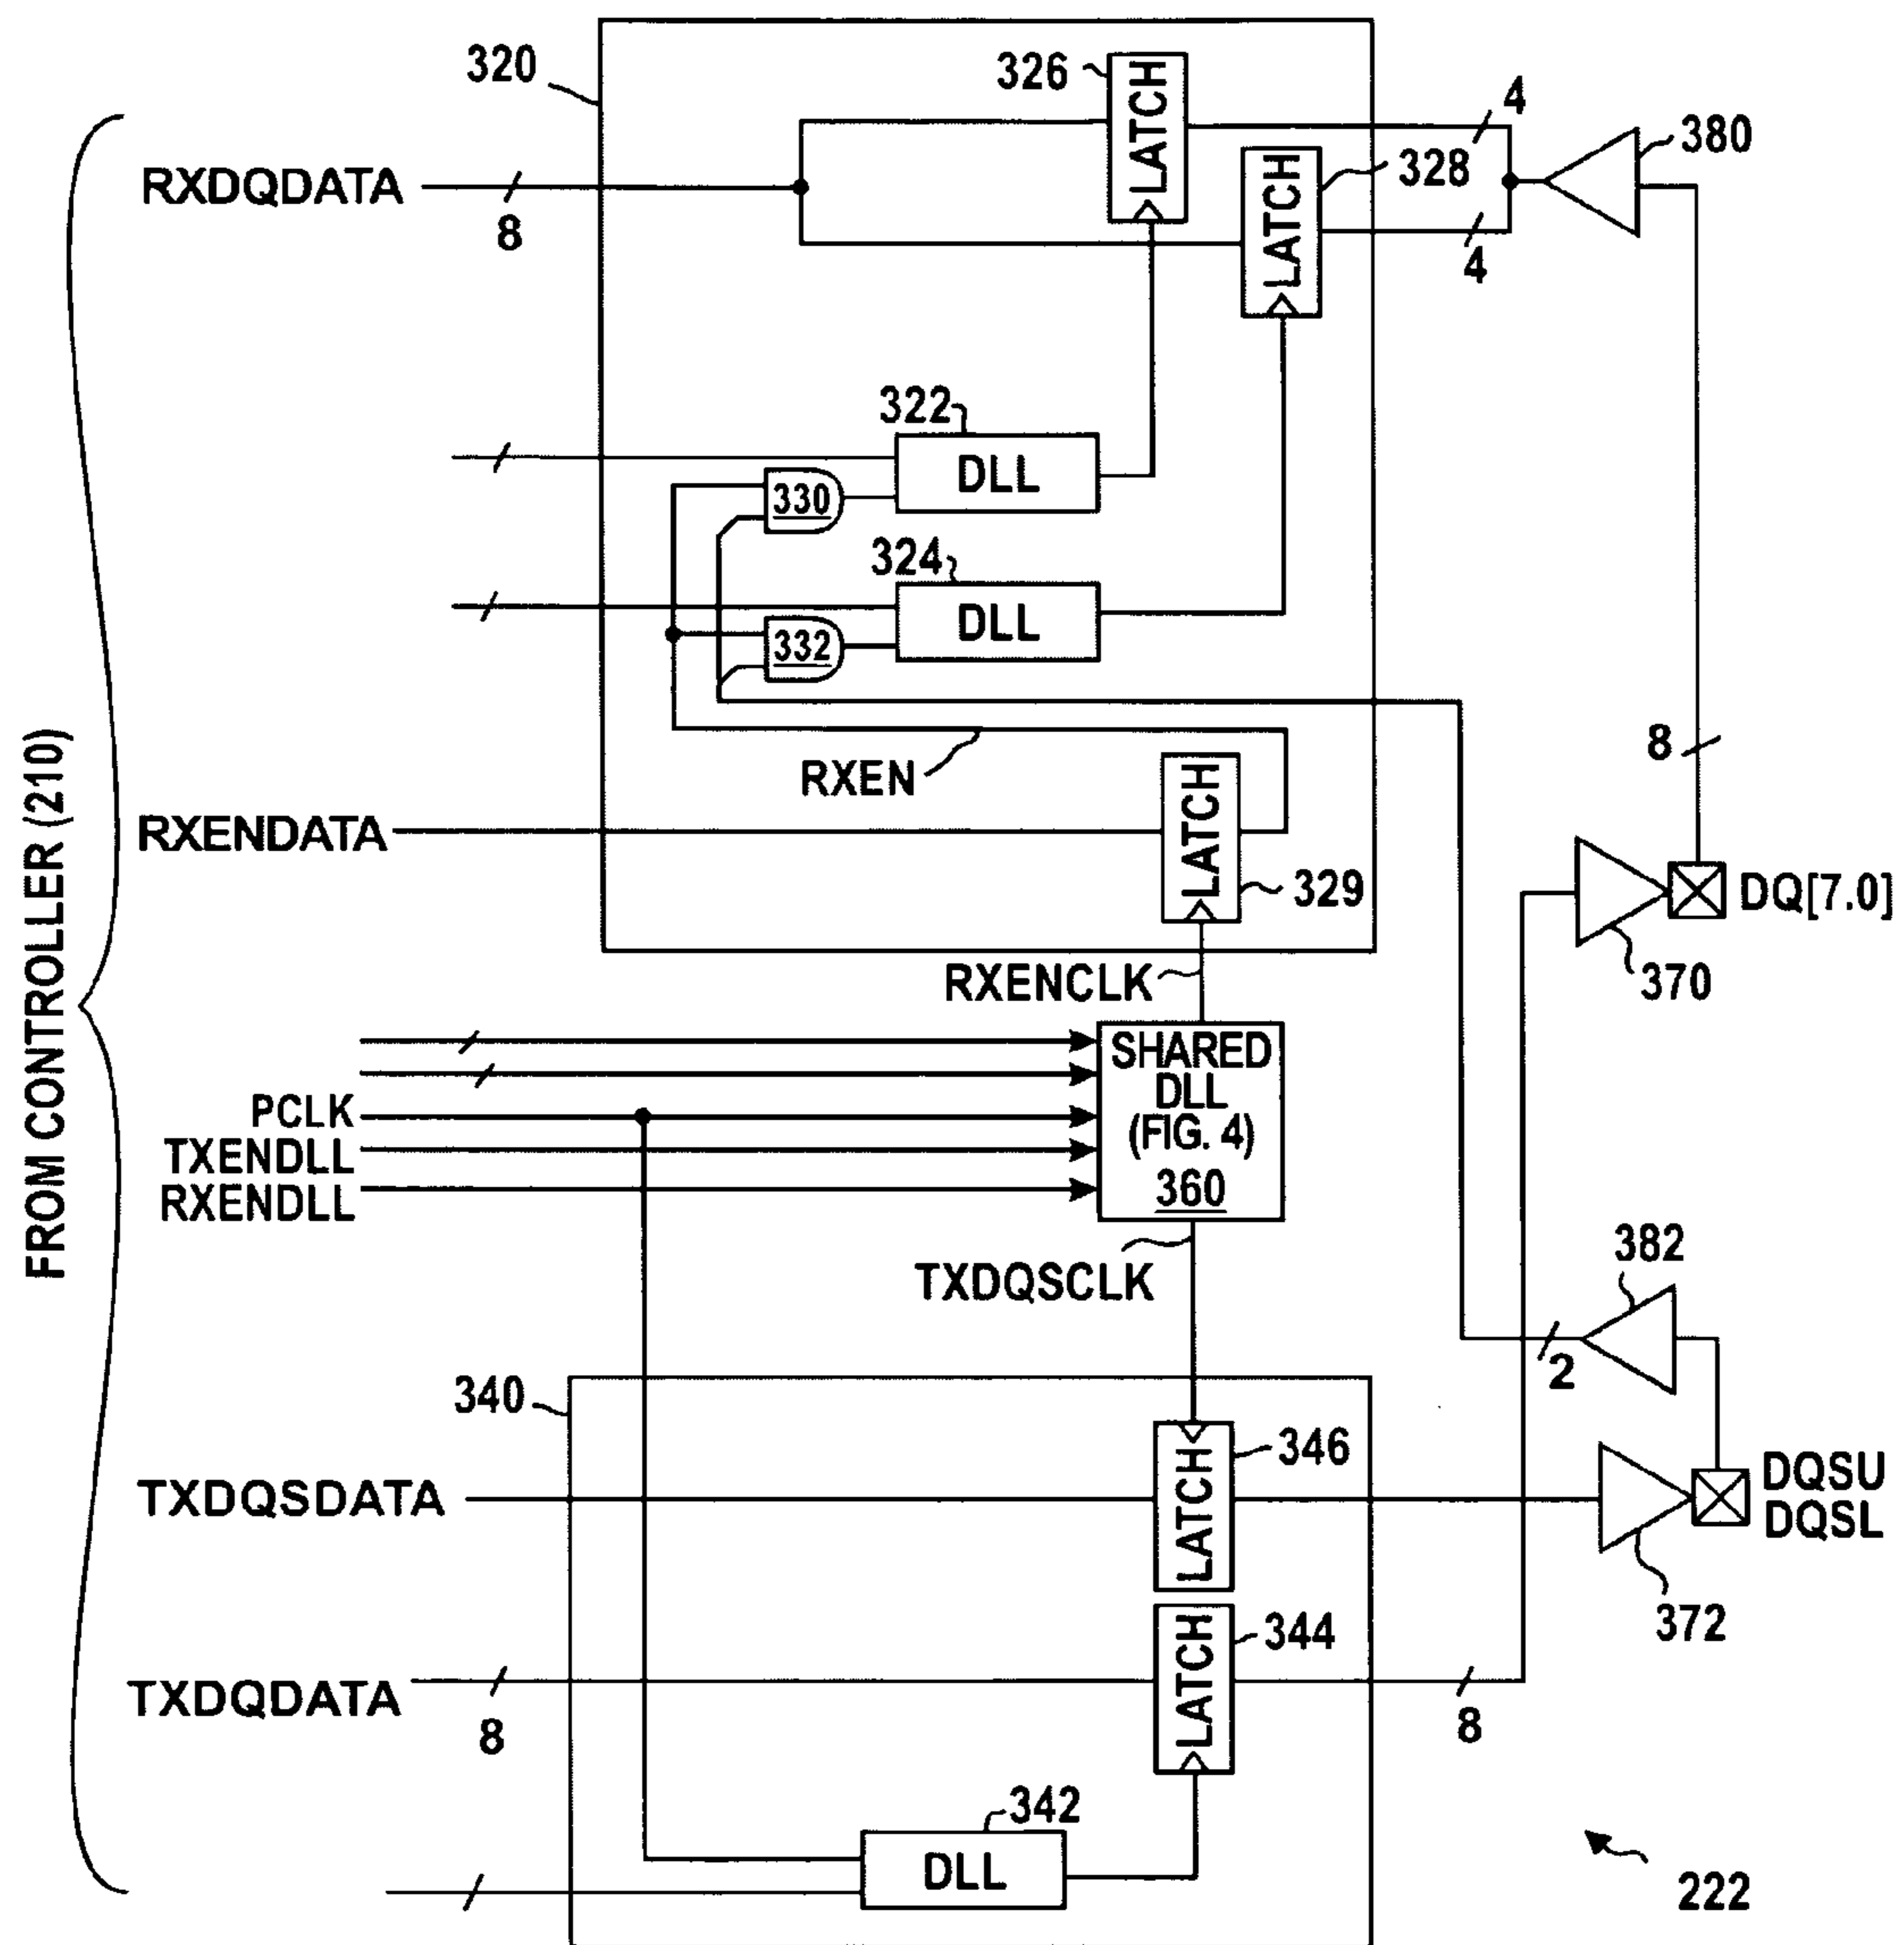 320
326
LATCH
4
380
RXDQDATA
8
LATCH
328
4
322
DLL
330
324
DLL
332
8
RXEN
LATCH
RXENDATA
329
DQ[7.0]
370
RXENCLK
FROM CONTROLLER (210)
SHARED
DLL
(FIG. 4)
360
PCLK
TXENDLL
RXENDLL
382
TXDQSCLK
2
340
346
LATCH
TXDQSDATA
DQSU
DQSL
372
344
LATCH
TXDQDATA
8
8
342
DLL
222